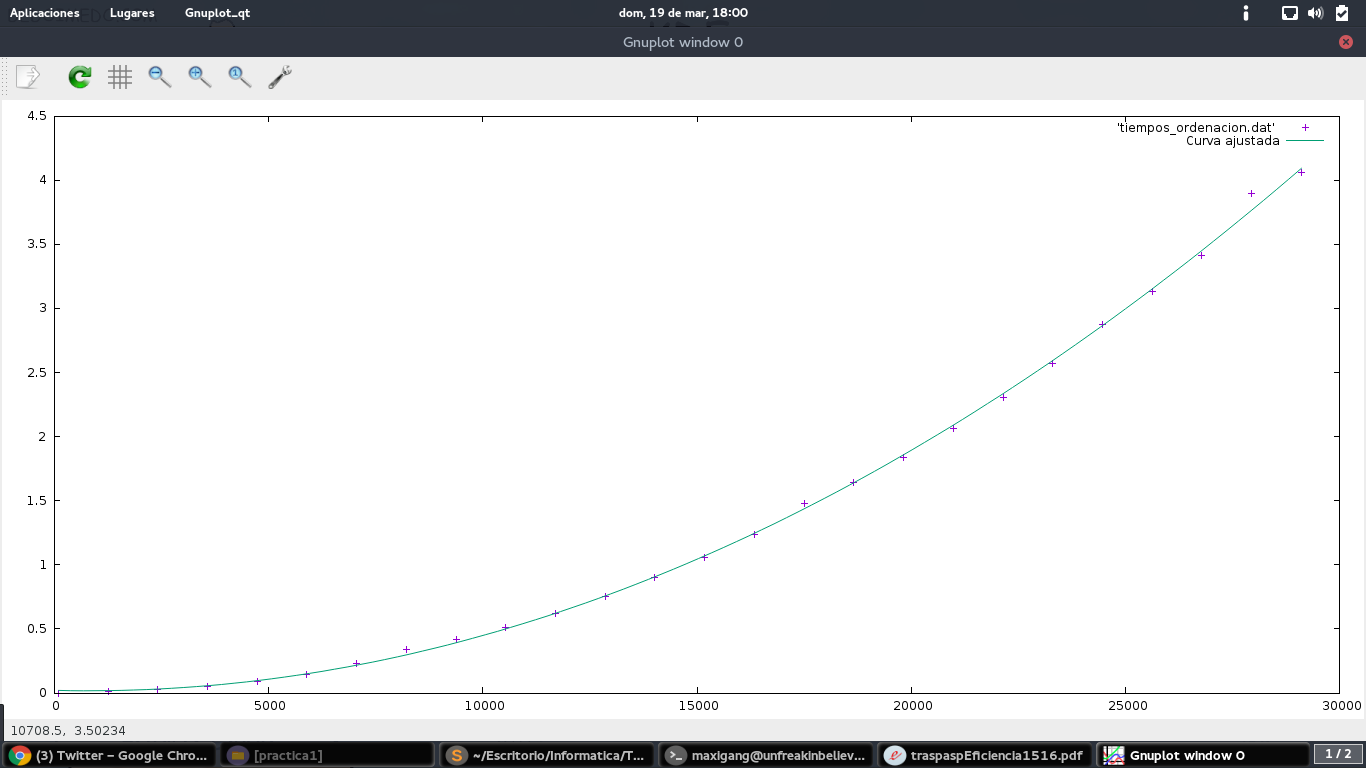 Aplicaciones Lugares Gnuplot_qt dom, 19 de mar, 18:00
Gnuplot window 0
4.5
'tiempos_ordenacion.dat'
Curva ajustada
4
3.5
3
2.5
2
1.5
1
0.5
0
0 5000 10000 15000 20000 25000 30000
10708.5, 3.50234
(3) Twitter – Google Chro... [practica1] ~/Escritorio/Informatica/T... maxigang@unfreakinbeliev... traspaspEficiencia1516.pdf Gnuplot window 0 1 / 2